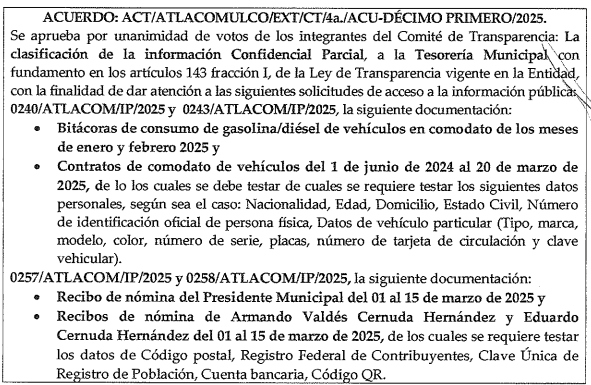 ACUERDO: ACT/ATLACOMULCO/EXT/CT/4a./ACU-DÉCIMO PRIMERO/2025.
Se aprueba por unanimidad de votos de los integrantes del Comité de Transparencia: La
clasificación de la información Confidencial Parcial, a la Tesorería Municipal con
fundamento en los artículos 143 fracción I, de la Ley de Transparencia vigente en la Entidad,
con la finalidad de dar atención a las siguientes solicitudes de acceso a la información pública:
0240/ATLACOM/IP/2025 y 0243/ATLACOM/IP/2025, la siguiente documentación:
• Bitácoras de consumo de gasolina/diésel de vehículos en comodato de los meses
de enero y febrero 2025 y
• Contratos de comodato de vehículos del 1 de junio de 2024 al 20 de marzo de
2025, de lo los cuales se debe testar de cuales se requiere testar los siguientes datos
personales, según sea el caso: Nacionalidad, Edad, Domicilio, Estado Civil, Número
de identificación oficial de persona física, Datos de vehículo particular (Tipo, marca,
modelo, color, número de serie, placas, número de tarjeta de circulación y clave
vehicular).
0257/ATLACOM/IP/2025 y 0258/ATLACOM/IP/2025, la siguiente documentación:
• Recibo de nómina del Presidente Municipal del 01 al 15 de marzo de 2025 y
• Recibos de nómina de Armando Valdés Cernuda Hernández y Eduardo
Cernuda Hernández del 01 al 15 de marzo de 2025, de los cuales se requiere testar
los datos de Código postal, Registro Federal de Contribuyentes, Clave Única de
Registro de Población, Cuenta bancaria, Código QR.